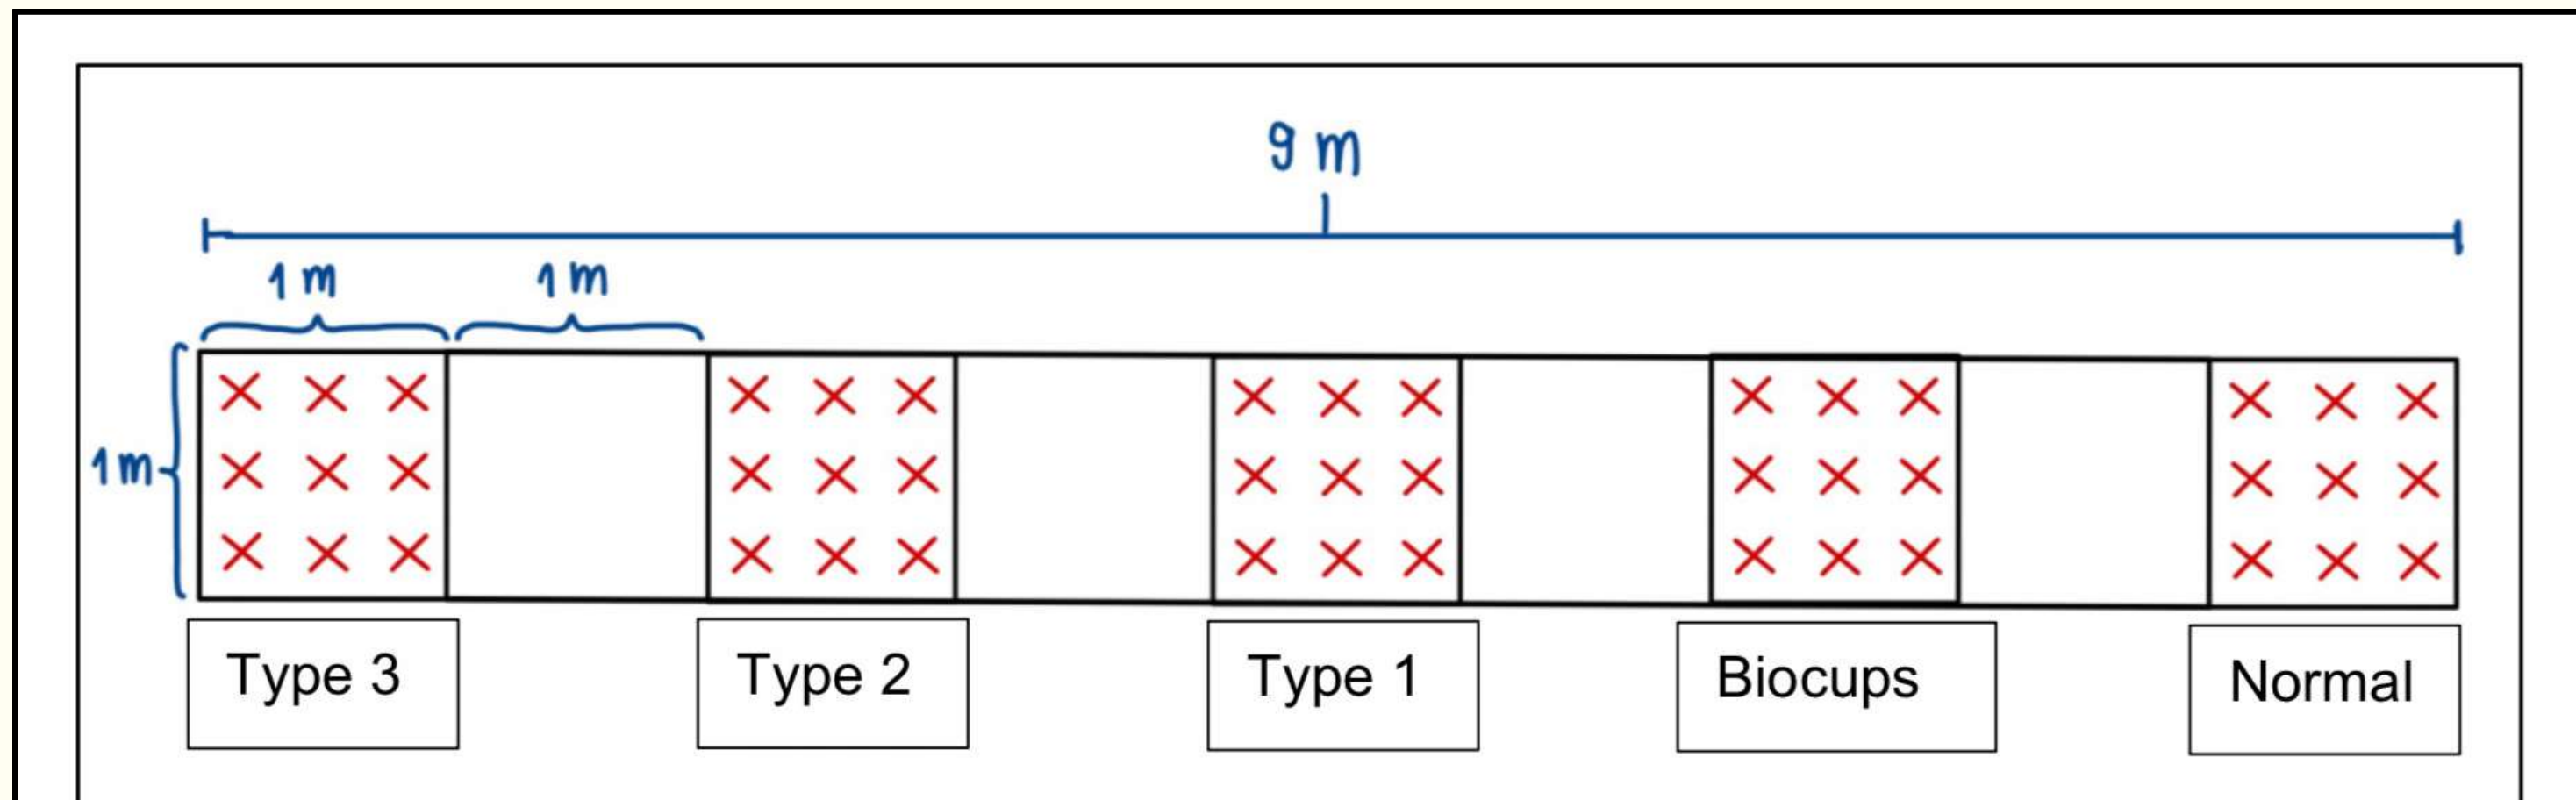 9 m
1 m 1 m
1 m
Type 3 Type 2 Type 1 Biocups Normal